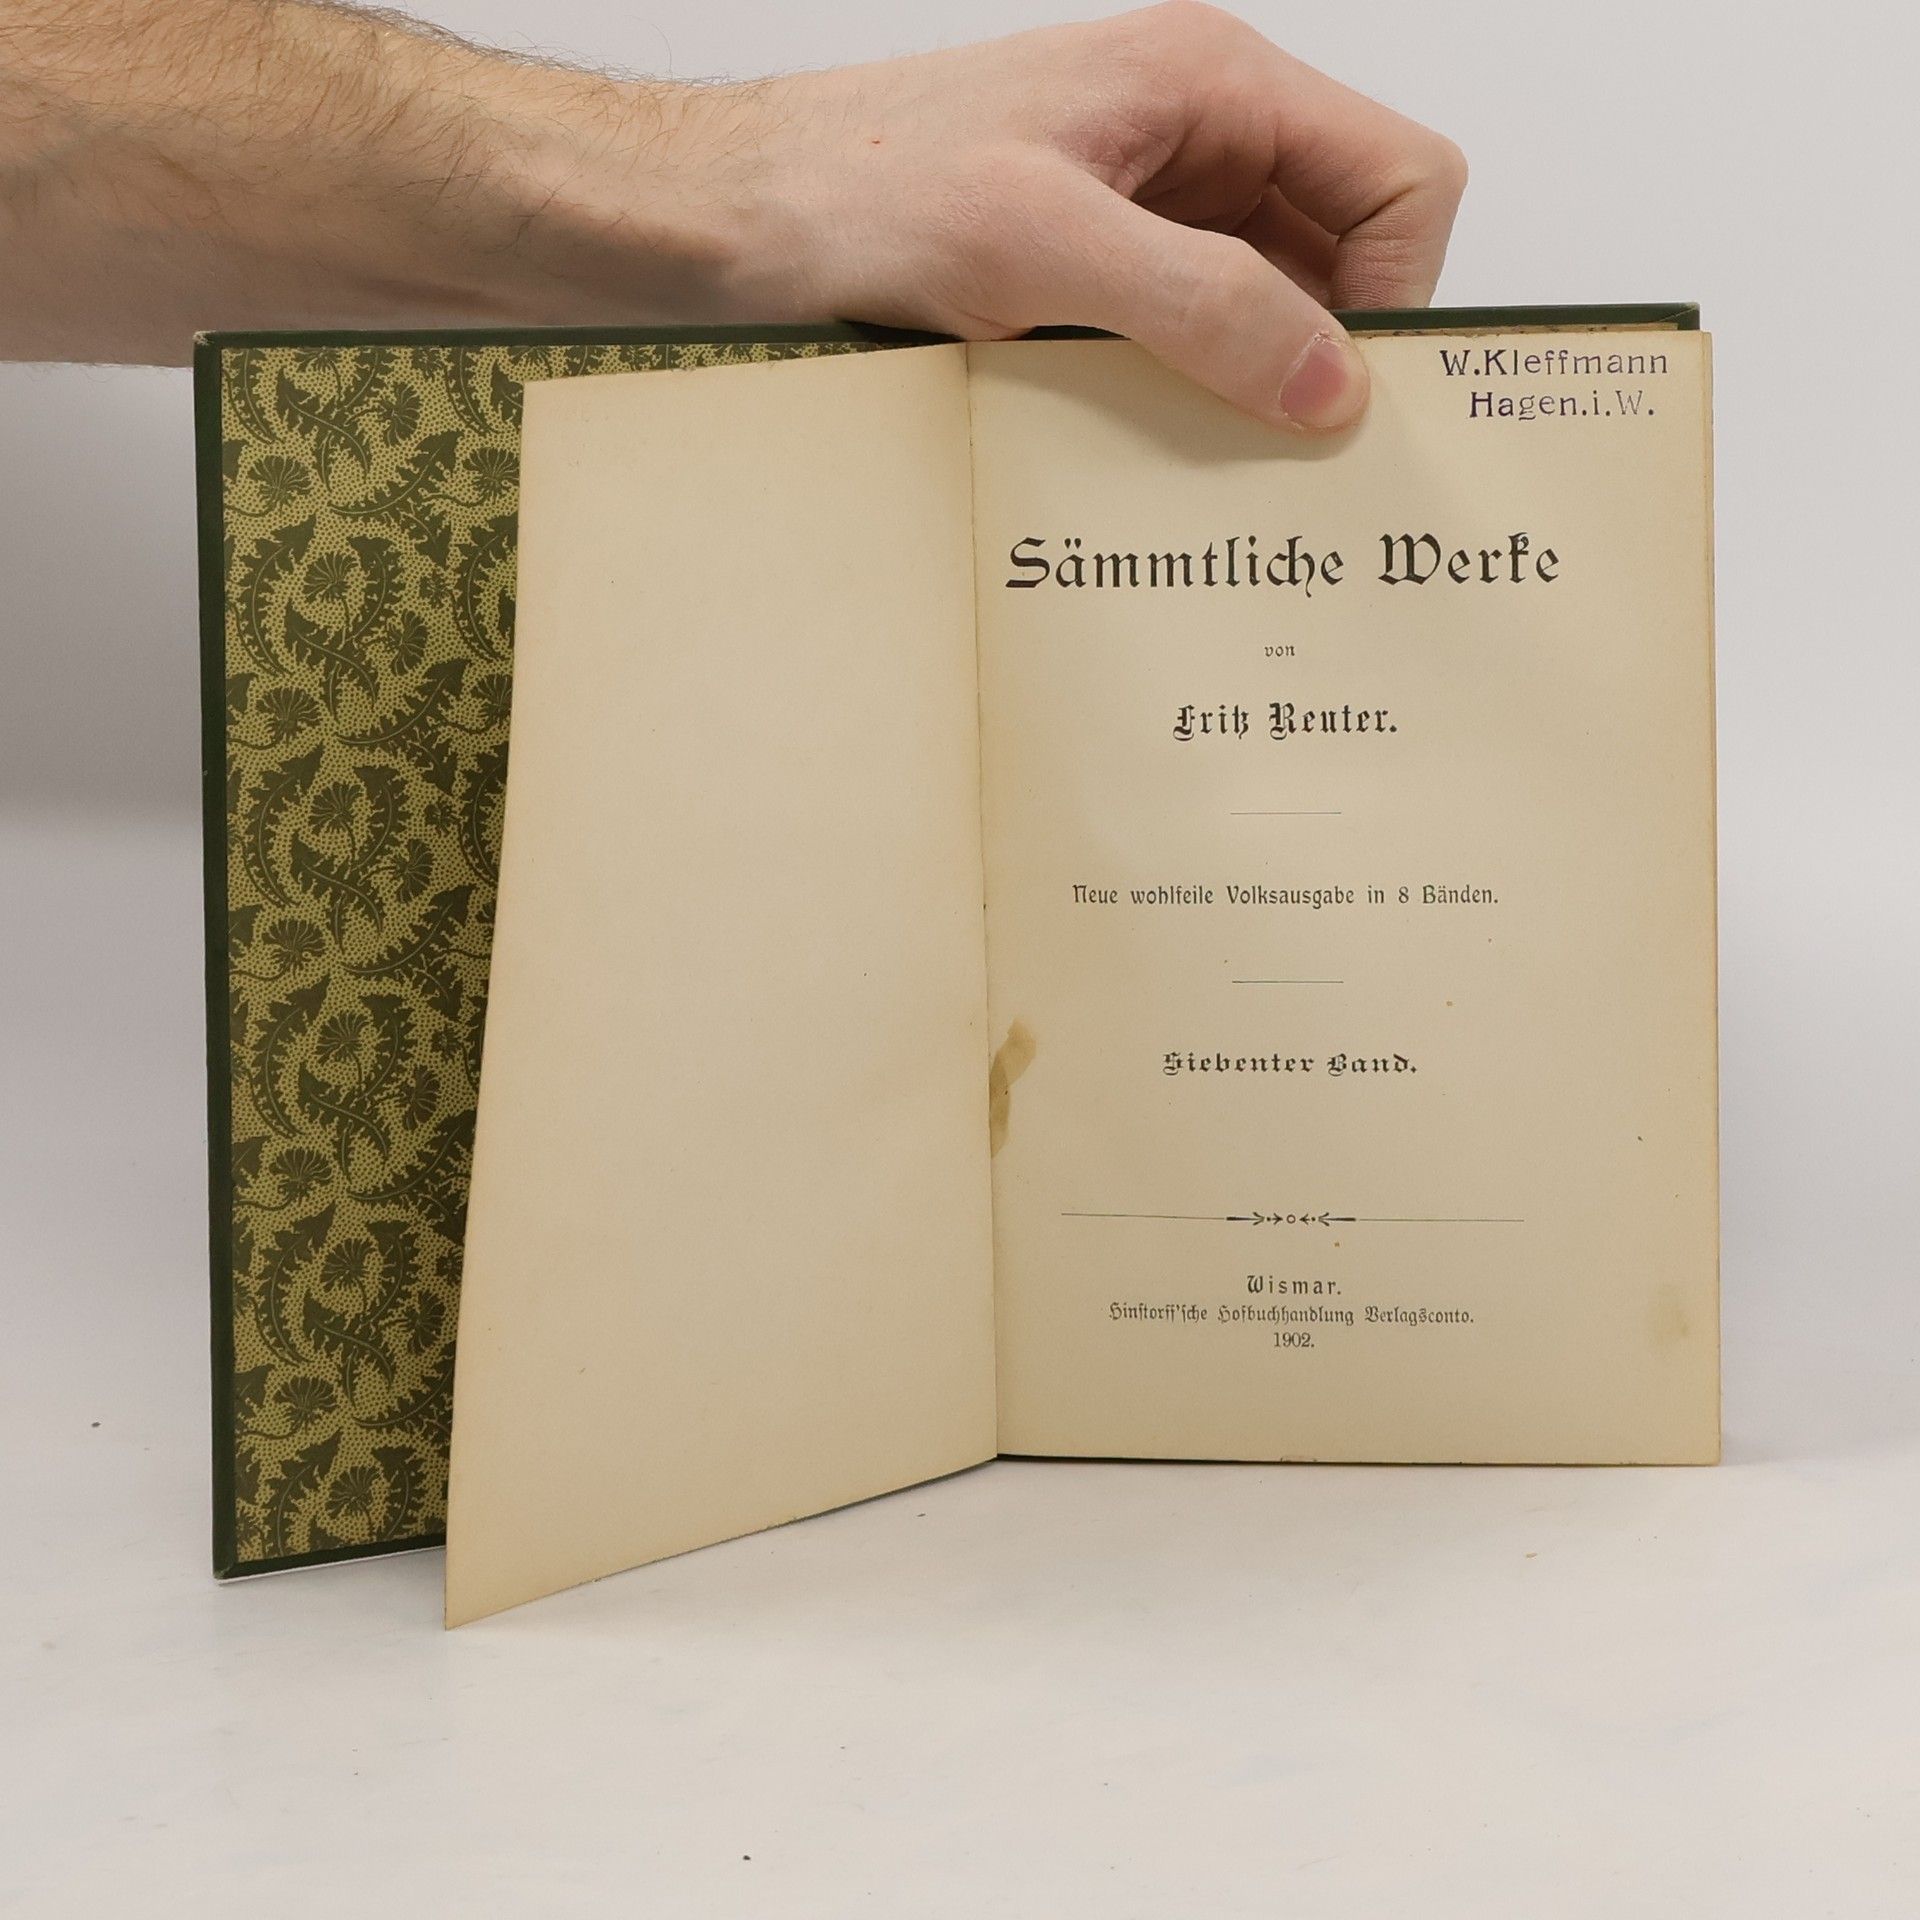 W.Kleffmann
Hagen.i.W.
Sämmtliche Werke
von
Fritz Reuter.
Neue wohlfeile Volksausgabe in 8 Bänden.
Siebenter Band.
Wismar.
Hinstorff'sche Hofbuchhandlung Verlagsconto.
1902.